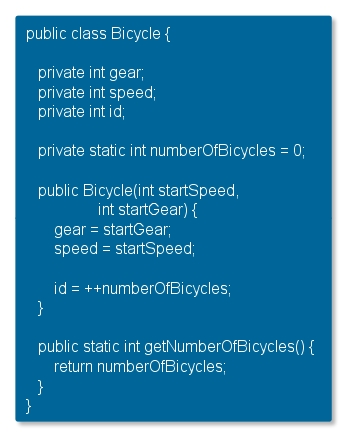 public class Bicycle {
private int gear;
private int speed;
private int id;
private static int numberOfBicycles = 0;
public Bicycle(int startSpeed,
int startGear) {
gear = startGear;
speed = startSpeed;
id = ++numberOfBicycles;
}
public static int getNumberOfBicycles() {
return numberOfBicycles;
}
}